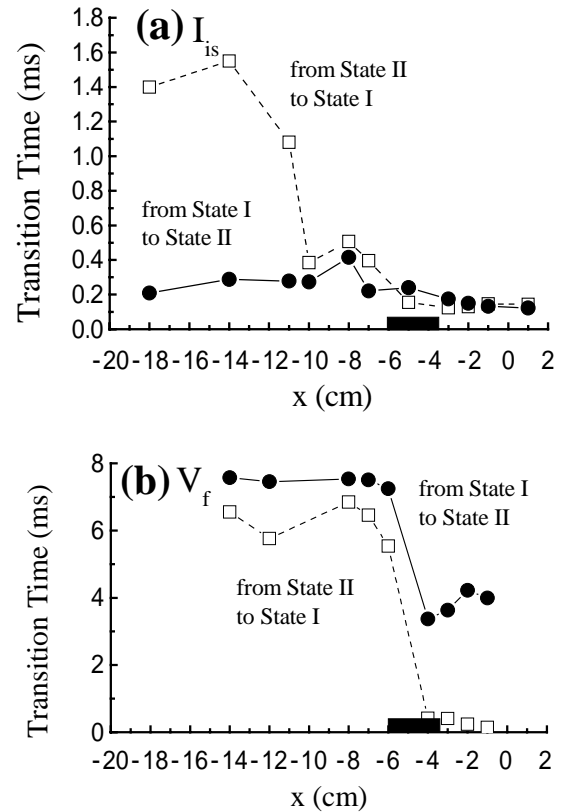 (a) I_is
from State II
to State I
from State I
to State II
Transition Time (ms)
1.8
1.6
1.4
1.2
1.0
0.8
0.6
0.4
0.2
0.0
-20 -18 -16 -14 -12 -10 -8 -6 -4 -2 0 2
x (cm)
(b) V_f
from State I
to State II
from State II
to State I
Transition Time (ms)
8
6
4
2
0
-20 -18 -16 -14 -12 -10 -8 -6 -4 -2 0 2
x (cm)